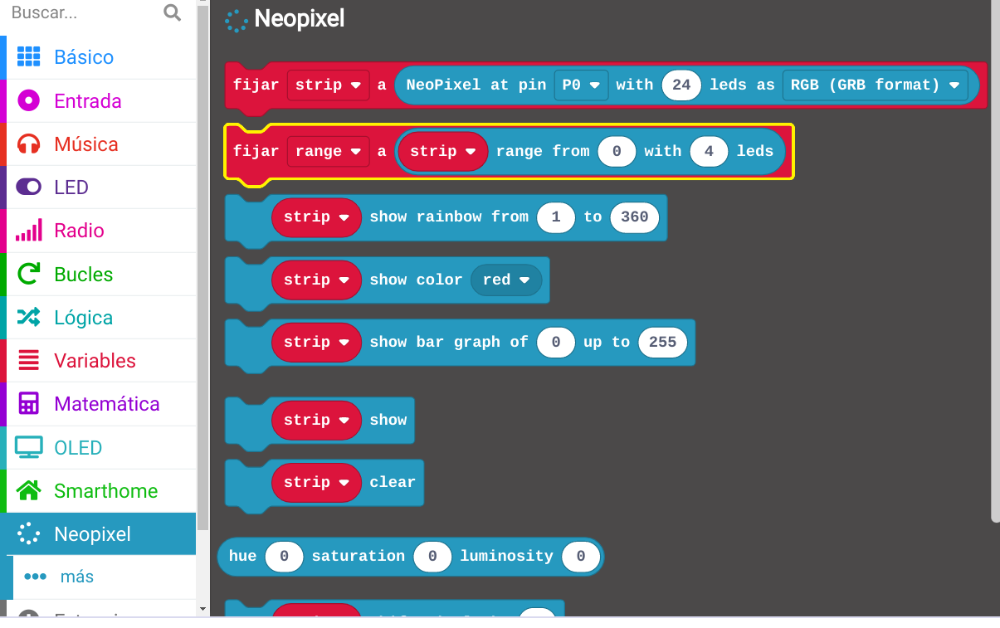 Buscar...
Básico
Entrada
Música
LED
Radio
Bucles
Lógica
Variables
Matemática
OLED
Smarthome
Neopixel
más
Neopixel
fijar strip a NeoPixel at pin P0 with 24 leds as RGB (GRB format)
fijar range a strip range from 0 with 4 leds
strip show rainbow from 1 to 360
strip show color red
strip show bar graph of 0 up to 255
strip show
strip clear
hue 0 saturation 0 luminosity 0